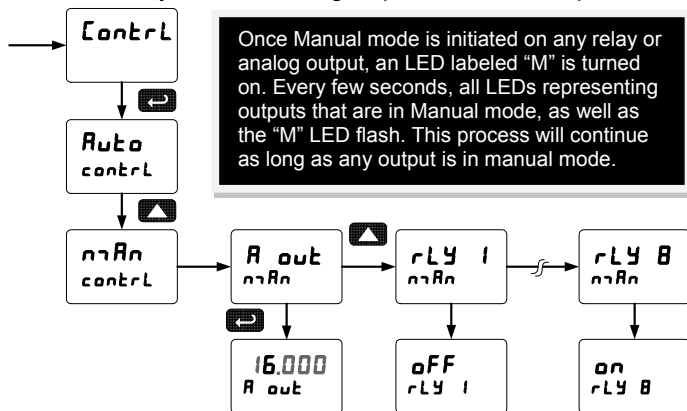 ContrL
Once Manual mode is initiated on any relay or
analog output, an LED labeled “M” is turned
on. Every few seconds, all LEDs representing
outputs that are in Manual mode, as well as
the “M” LED flash. This process will continue
as long as any output is in manual mode.
Auto
contrL
mAn
contrL
A out
mAn
rLY 1
mAn
rLY 8
mAn
16.000
A out
oFF
rLY 1
on
rLY 8